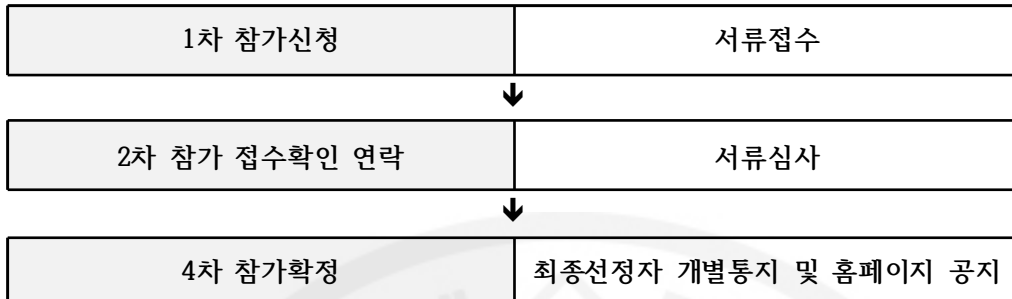 1차 참가신청 서류접수
↓
2차 참가 접수확인 연락 서류심사
↓
4차 참가확정 최종선정자 개별통지 및 홈페이지 공지